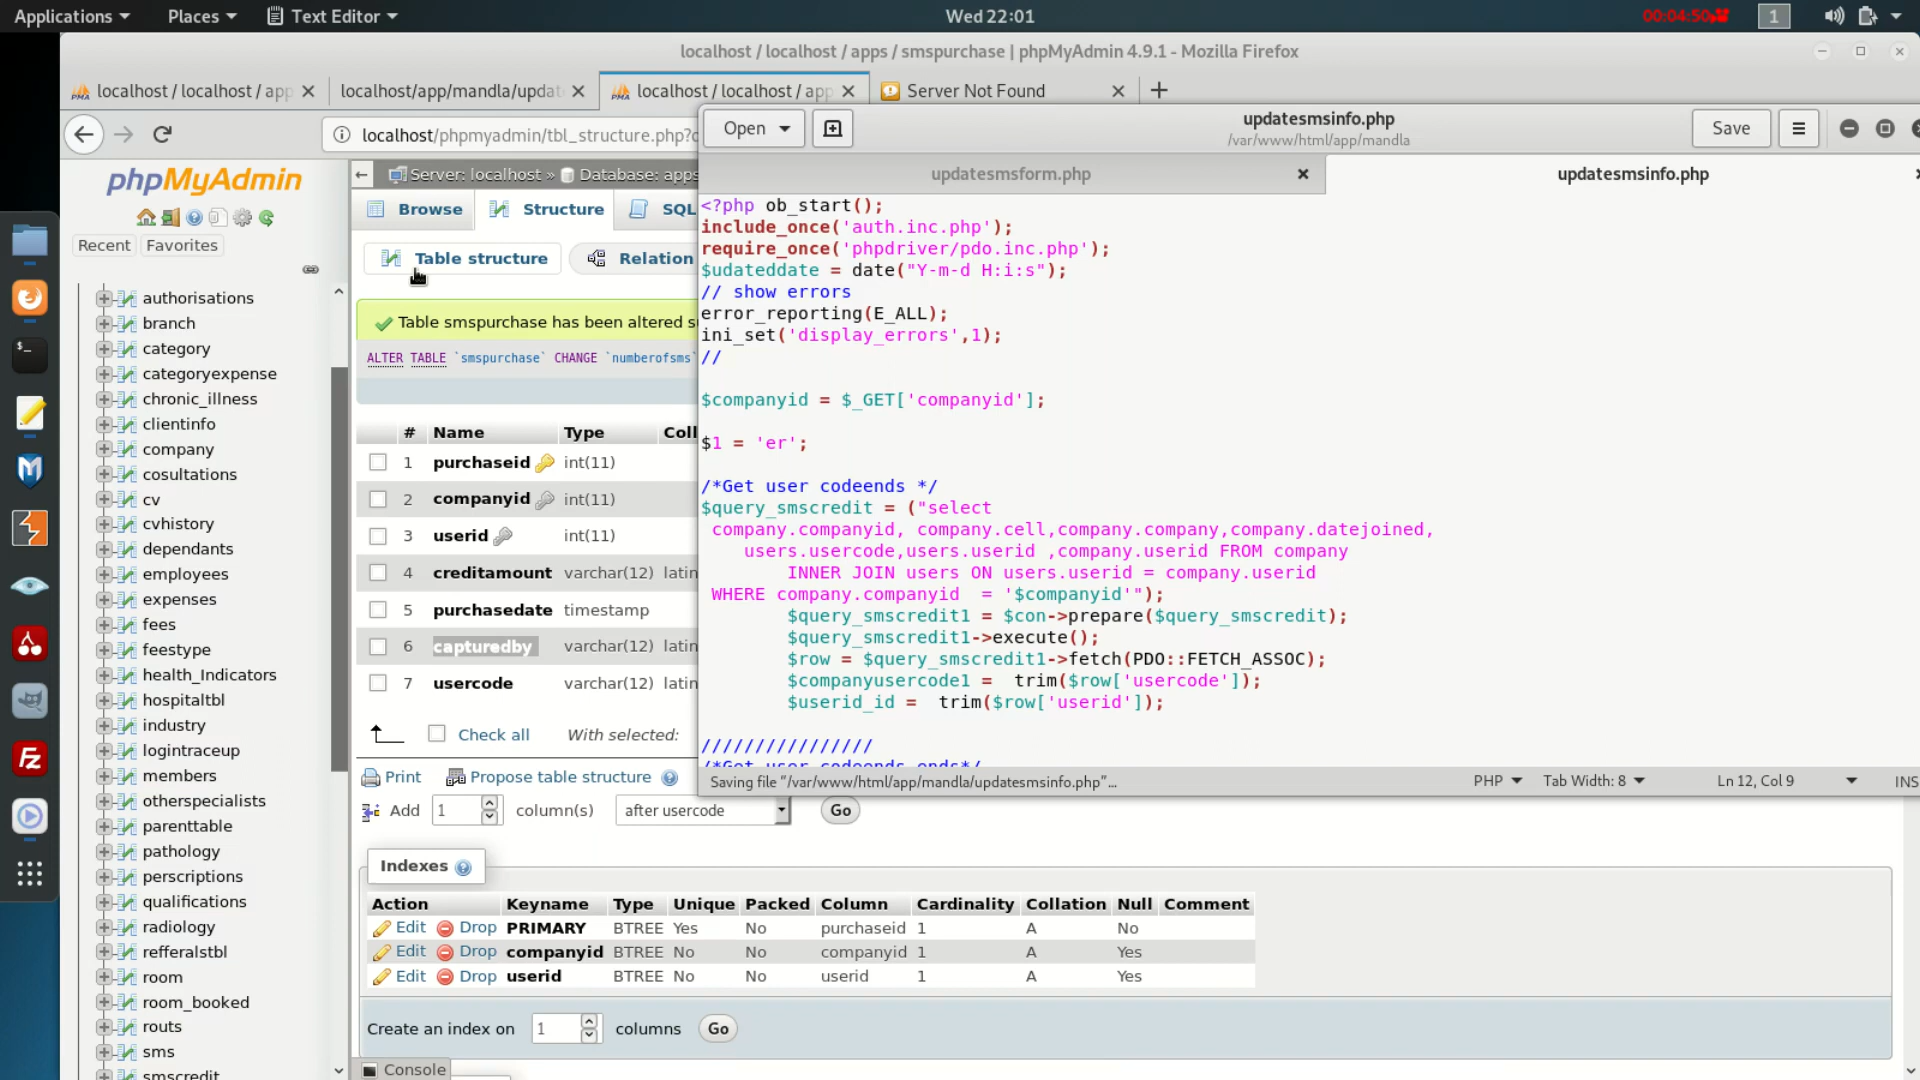 Applications Places Text Editor Wed 22:01 00:04:50 1
localhost / localhost / apps / smspurchase | phpMyAdmin 4.9.1 - Mozilla Firefox
localhost / localhost / app localhost/app/mandla/updat localhost / localhost / app Server Not Found
localhost/phpmyadmin/tbl_structure.php?
phpMyAdmin
Recent Favorites
authorisations
branch
category
categoryexpense
chronic_illness
clientinfo
company
cosultations
cv
cvhistory
dependants
employees
expenses
fees
feestype
health_Indicators
hospitaltbl
industry
logintraceup
members
otherspecialists
parenttable
pathology
perscriptions
qualifications
radiology
refferalstbl
room
room_booked
routs
sms
smscredit
Server: localhost » Database: apps
Browse Structure SQL
Table structure Relation
Table smspurchase has been altered s
ALTER TABLE `smspurchase` CHANGE `numberofsms`
# Name Type Coll
1 purchaseid int(11)
2 companyid int(11)
3 userid int(11)
4 creditamount varchar(12) latin
5 purchasedate timestamp
6 capturedby varchar(12) latin
7 usercode varchar(12) latin
Check all With selected:
Print Propose table structure
Add 1 column(s) after usercode Go
Indexes
Action Keyname Type Unique Packed Column Cardinality Collation Null Comment
Edit Drop PRIMARY BTREE Yes No purchaseid 1 A No
Edit Drop companyid BTREE No No companyid 1 A Yes
Edit Drop userid BTREE No No userid 1 A Yes
Create an index on 1 columns Go
Console
Open updatesmsinfo.php Save
/var/www/html/app/mandla
updatesmsform.php updatesmsinfo.php
<?php ob_start();
include_once('auth.inc.php');
require_once('phpdriver/pdo.inc.php');
$udateddate = date("Y-m-d H:i:s");
// show errors
error_reporting(E_ALL);
ini_set('display_errors',1);
//
$companyid = $_GET['companyid'];
$1 = 'er';
/*Get user codeends */
$query_smscredit = ("select
company.companyid, company.cell,company.company,company.datejoined,
users.usercode,users.userid ,company.userid FROM company
INNER JOIN users ON users.userid = company.userid
WHERE company.companyid  = '$companyid'");
$query_smscredit1 = $con->prepare($query_smscredit);
$query_smscredit1->execute();
$row = $query_smscredit1->fetch(PDO::FETCH_ASSOC);
$companyusercode1 =  trim($row['usercode']);
$userid_id =  trim($row['userid']);
////////////////
/*Get user codeends ends*/
Saving file "/var/www/html/app/mandla/updatesmsinfo.php"… PHP Tab Width: 8 Ln 12, Col 9 INS